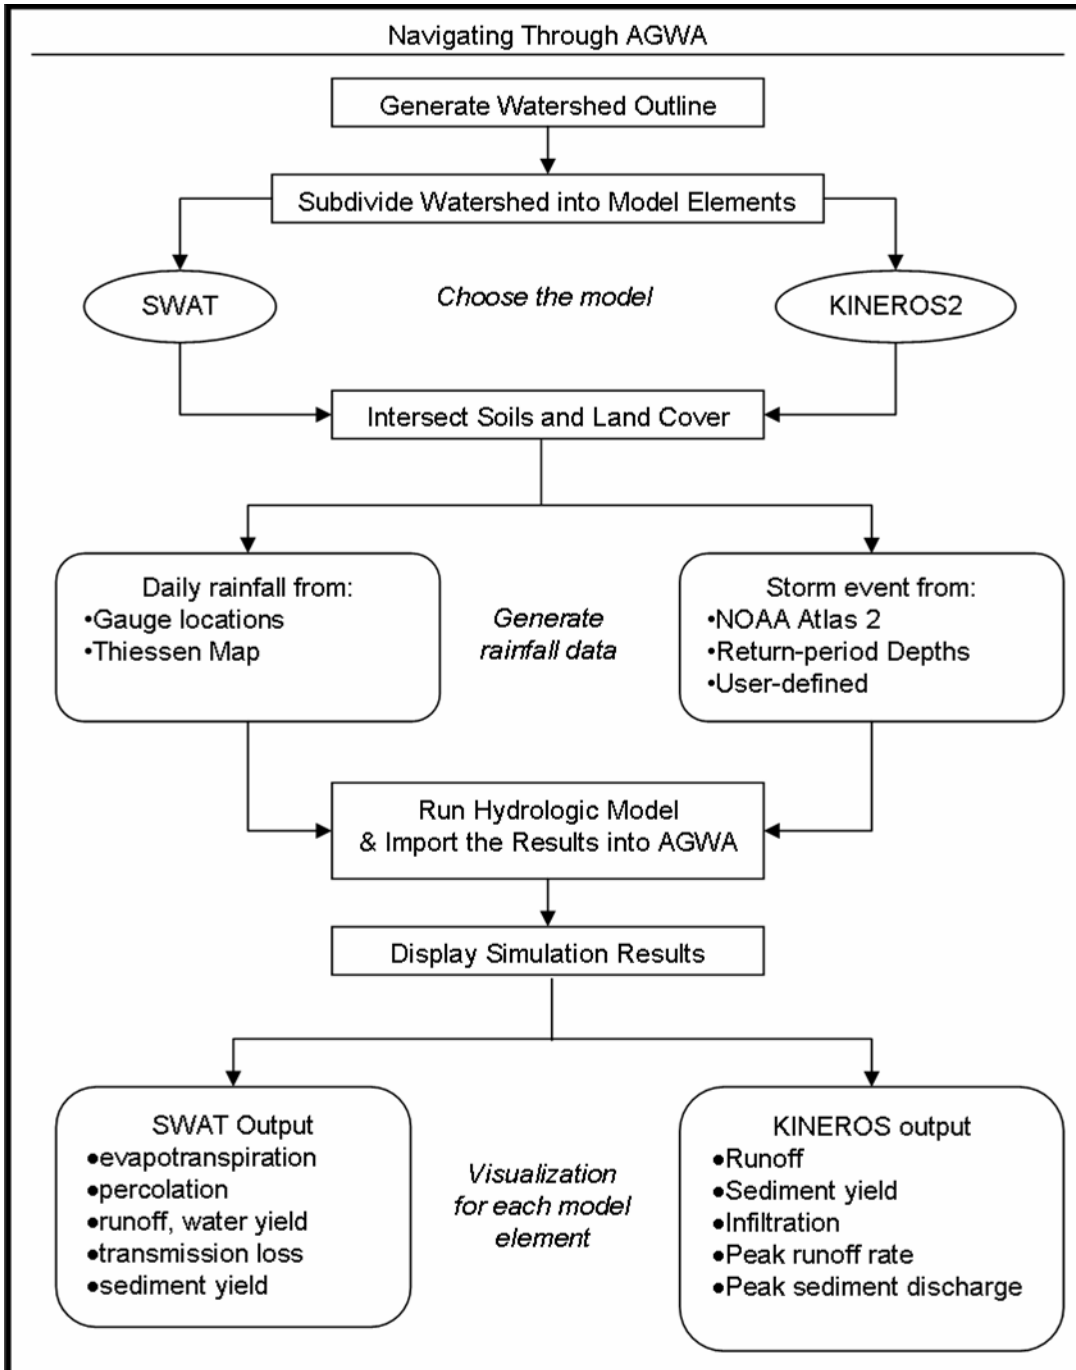 Navigating Through AGWA
Generate Watershed Outline
Subdivide Watershed into Model Elements
SWAT
Choose the model
KINEROS2
Intersect Soils and Land Cover
Daily rainfall from:
•Gauge locations
•Thiessen Map
Generate
rainfall data
Storm event from:
•NOAA Atlas 2
•Return-period Depths
•User-defined
Run Hydrologic Model
& Import the Results into AGWA
Display Simulation Results
SWAT Output
•evapotranspiration
•percolation
•runoff, water yield
•transmission loss
•sediment yield
Visualization
for each model
element
KINEROS output
•Runoff
•Sediment yield
•Infiltration
•Peak runoff rate
•Peak sediment discharge